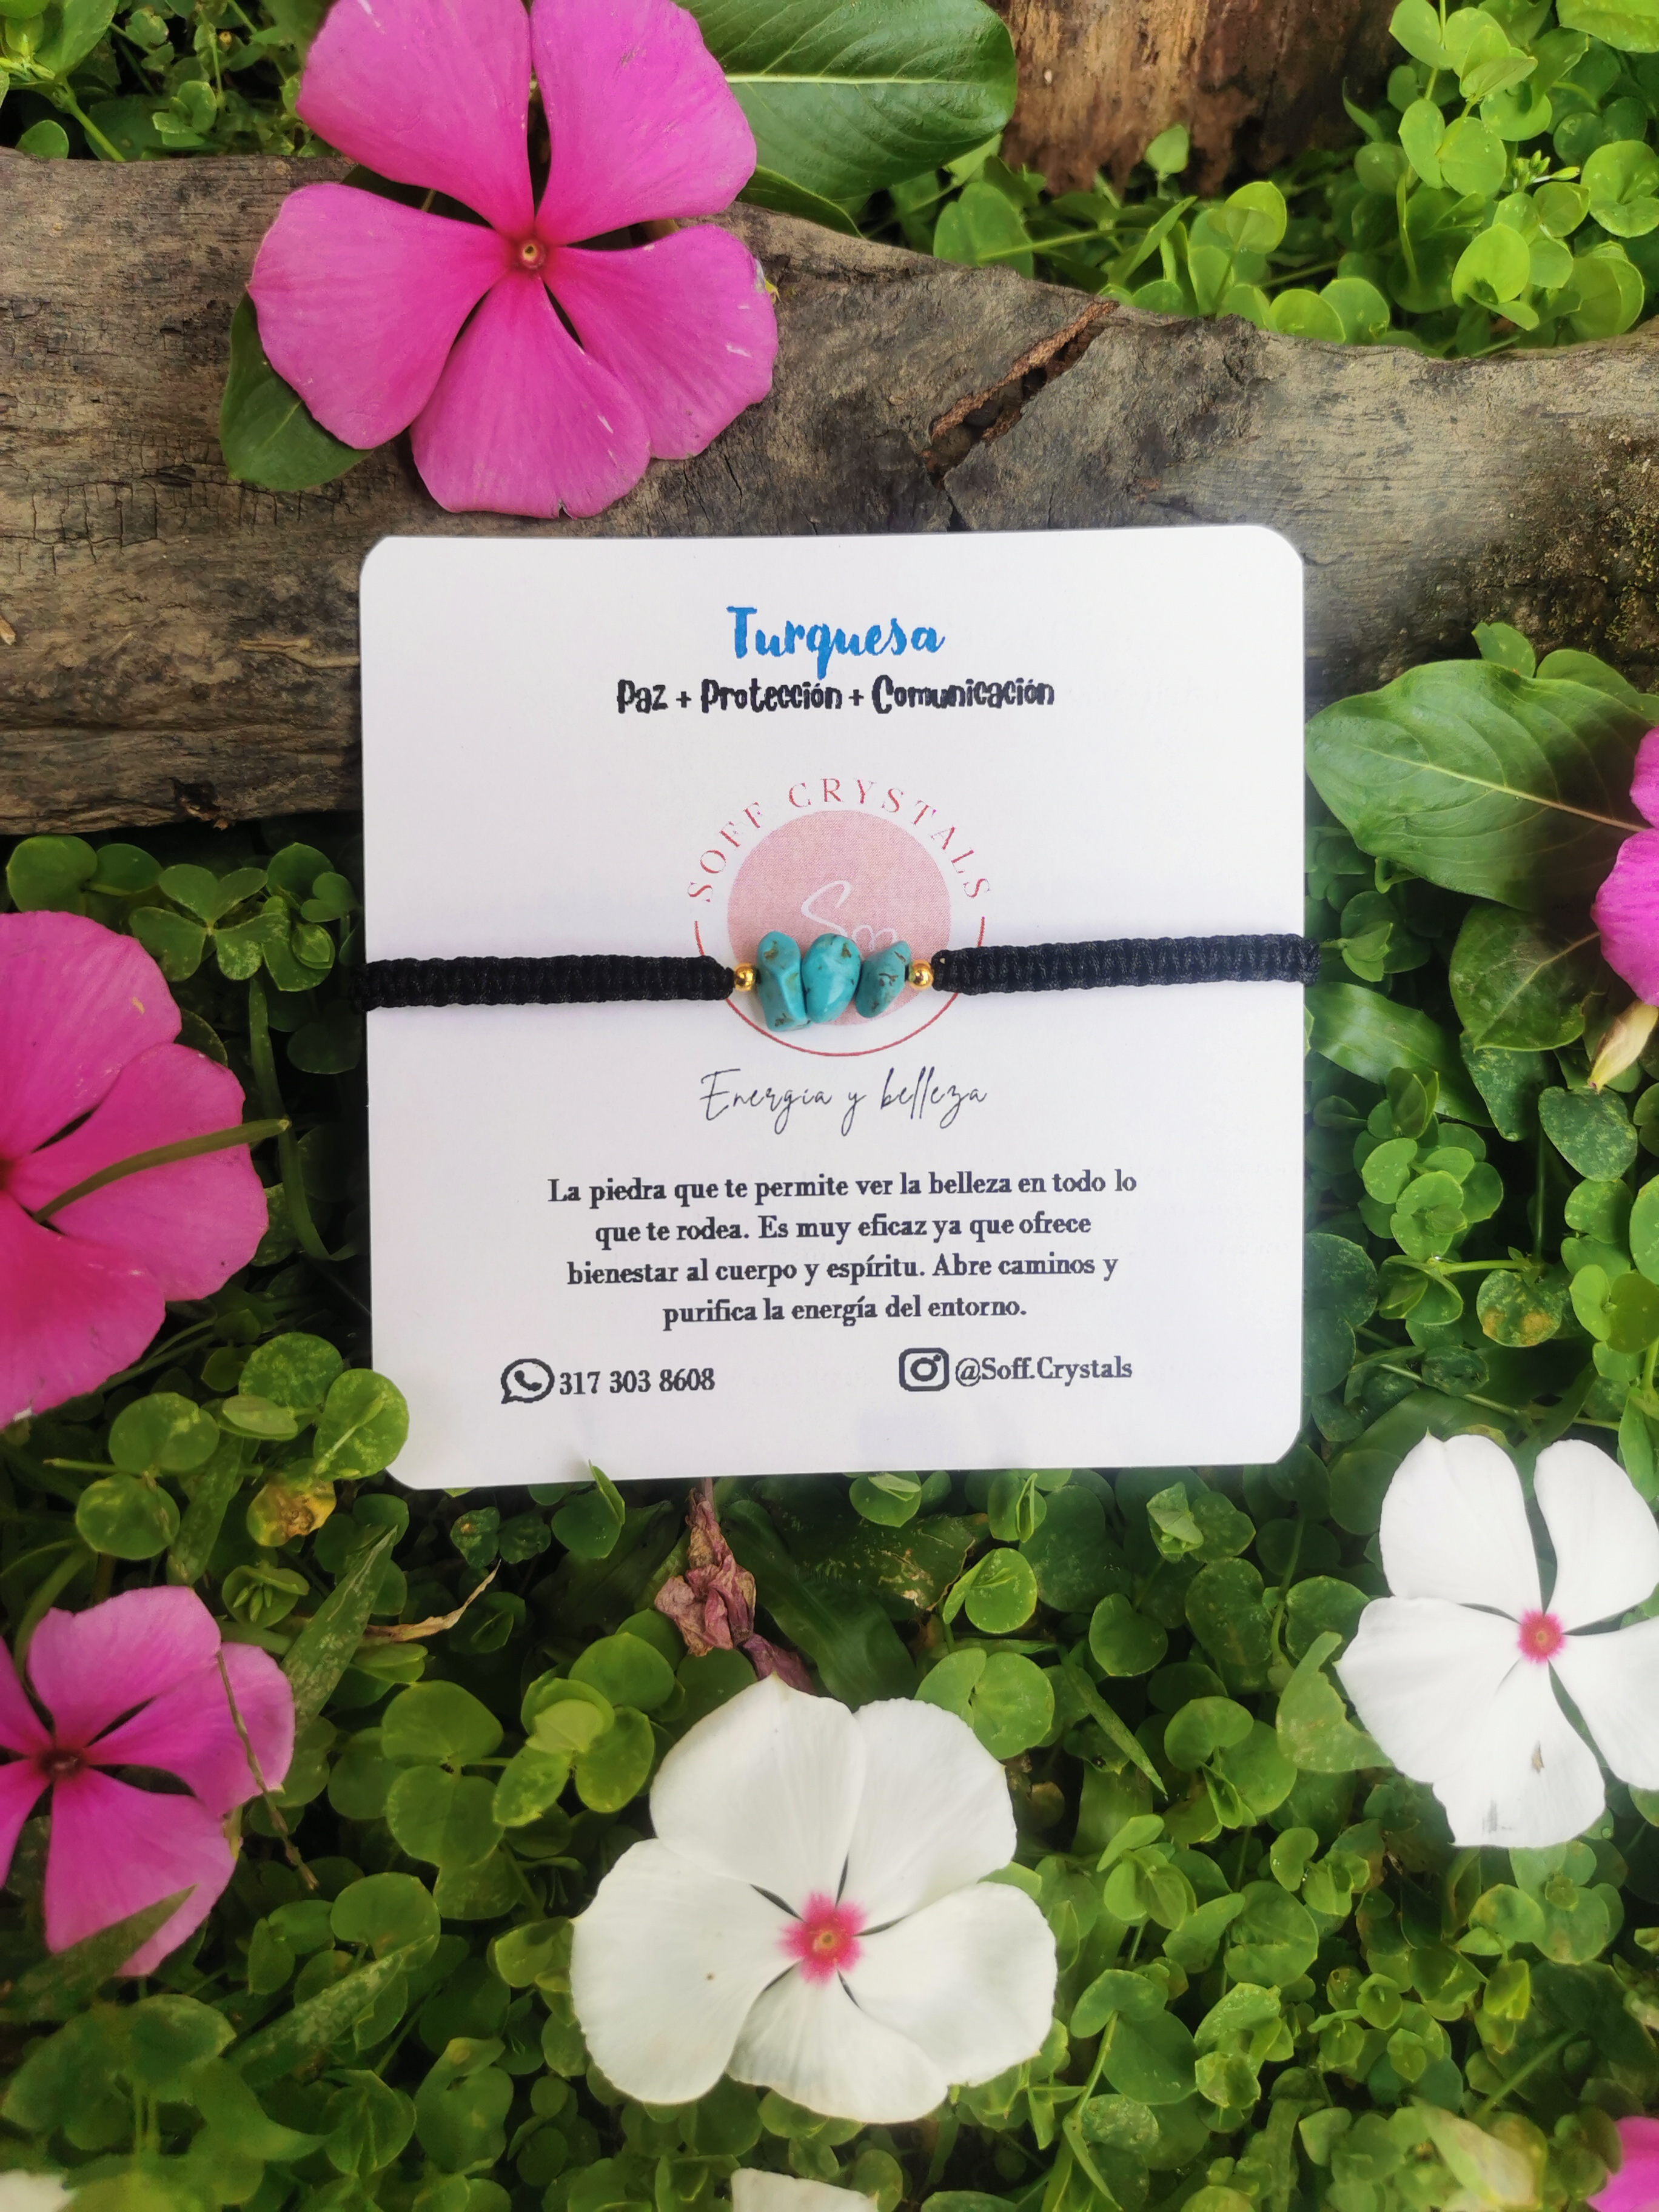 Turquesa
Paz + Protección + Comunicación
SOFF CRYSTALS
Energia y belleza
La piedra que te permite ver la belleza en todo lo
que te rodea. Es muy eficaz ya que ofrece
bienestar al cuerpo y espíritu. Abre caminos y
purifica la energía del entorno.
317 303 8608
@Soff.Crystals